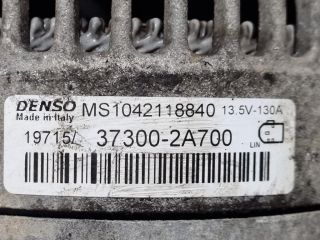 DENSO MS1042118840 13.5V-130A
Made in Italy
19715/ 37300-2A700
LIN